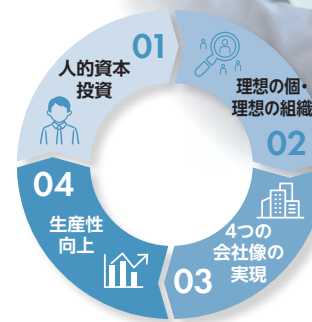 01
人的資本
投資
理想の個・
理想の組織
02
03
4つの
会社像の
実現
04
生産性
向上